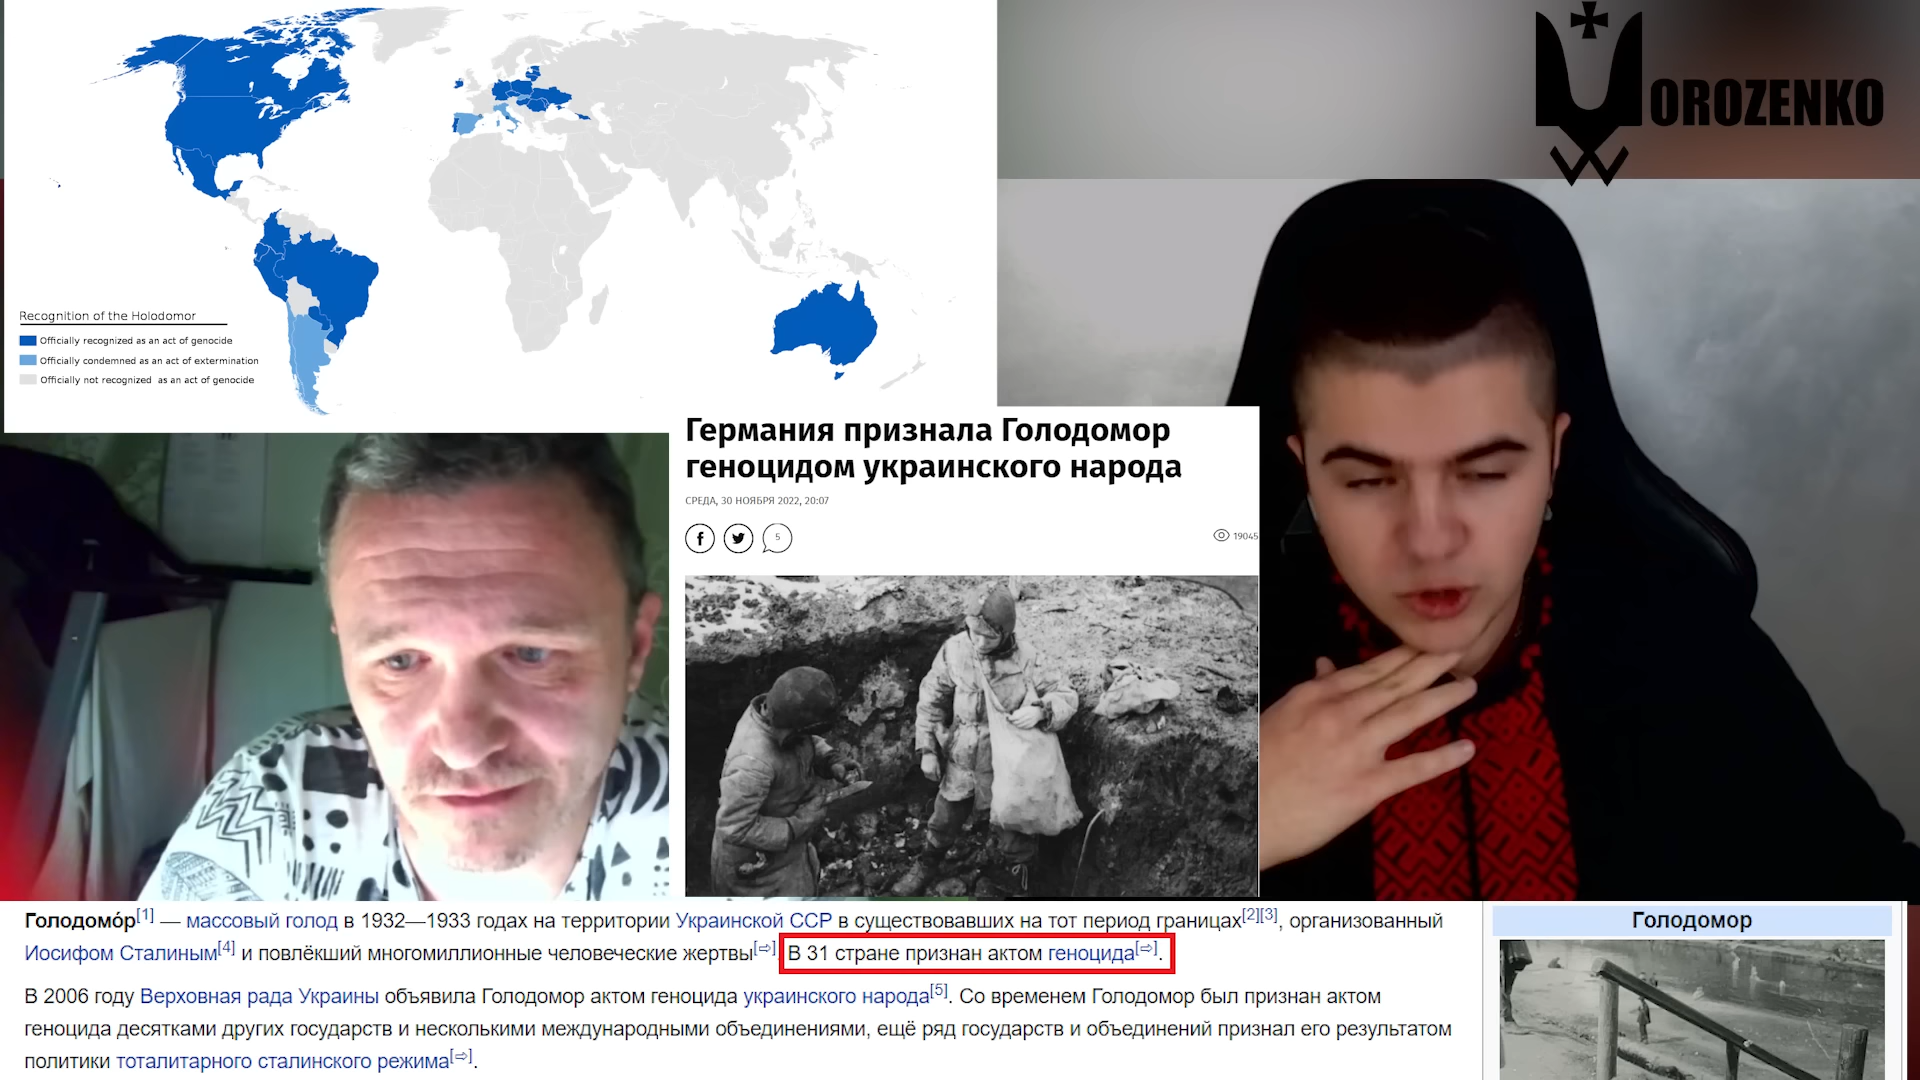 OROZENKO
Recognition of the Holodomor
Officially recognized as an act of genocide
Officially condemned as an act of extermination
Officially not recognized as an act of genocide
Германия признала Голодомор
геноцидом украинского народа
СРЕДА, 30 НОЯБРЯ 2022, 20:07
5
19045
Голодомо́р[1] — массовый голод в 1932—1933 годах на территории Украинской ССР в существовавших на тот период границах[2][3], организованный
Иосифом Сталиным[4] и повлёкший многомиллионные человеческие жертвы[⇨]. В 31 стране признан актом геноцида[⇨].
В 2006 году Верховная рада Украины объявила Голодомор актом геноцида украинского народа[5]. Со временем Голодомор был признан актом
геноцида десятками других государств и несколькими международными объединениями, ещё ряд государств и объединений признал его результатом
политики тоталитарного сталинского режима[⇨].
Голодомор